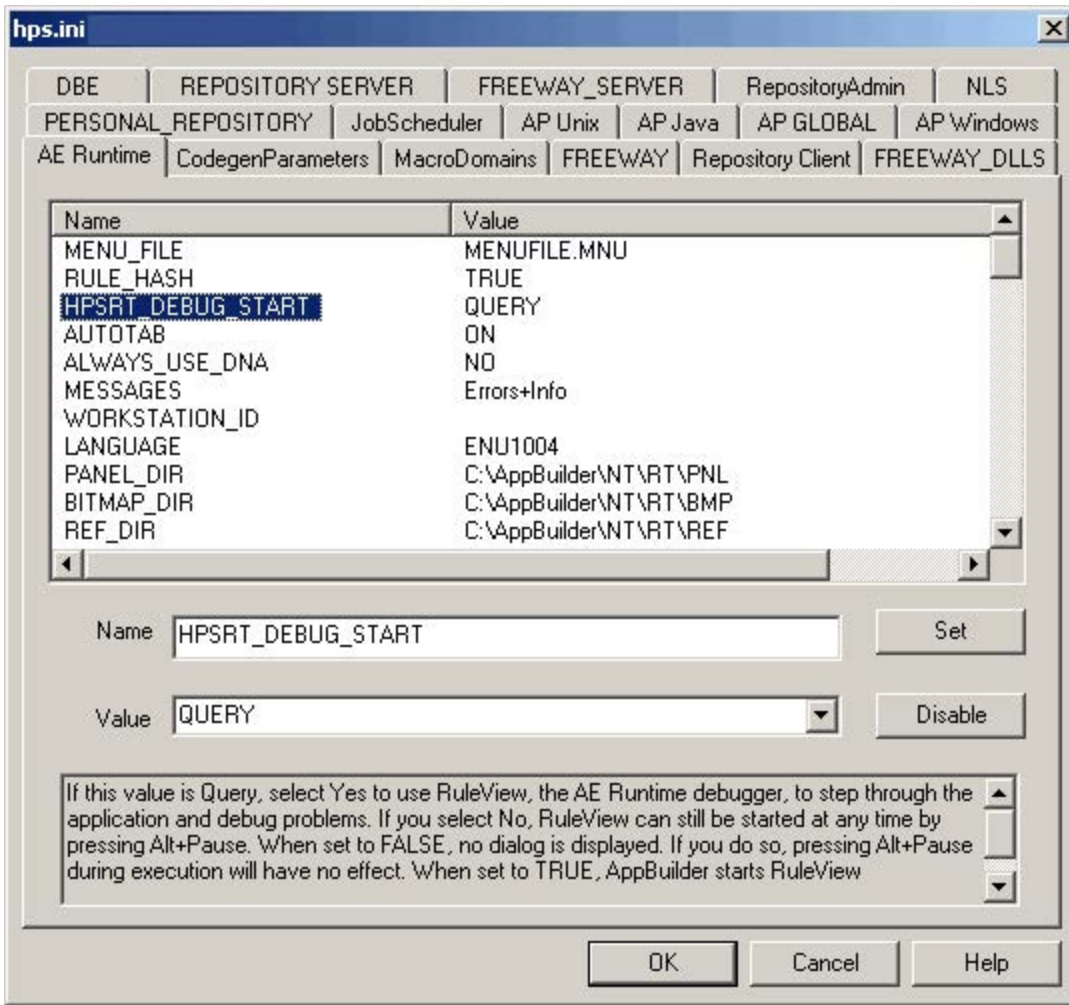 hps.ini
DBE REPOSITORY SERVER FREEWAY_SERVER RepositoryAdmin NLS
PERSONAL_REPOSITORY JobScheduler AP Unix AP Java AP GLOBAL AP Windows
AE Runtime CodegenParameters MacroDomains FREEWAY Repository Client FREEWAY_DLLS
Name Value
MENU_FILE MENUFILE.MNU
RULE_HASH TRUE
HPSRT_DEBUG_START QUERY
AUTOTAB ON
ALWAYS_USE_DNA NO
MESSAGES Errors+Info
WORKSTATION_ID
LANGUAGE ENU1004
PANEL_DIR C:\AppBuilder\NT\RT\PNL
BITMAP_DIR C:\AppBuilder\NT\RT\BMP
REF_DIR C:\AppBuilder\NT\RT\REF
Name HPSRT_DEBUG_START Set
Value QUERY Disable
If this value is Query, select Yes to use RuleView, the AE Runtime debugger, to step through the
application and debug problems. If you select No, RuleView can still be started at any time by
pressing Alt+Pause. When set to FALSE, no dialog is displayed. If you do so, pressing Alt+Pause
during execution will have no effect. When set to TRUE, AppBuilder starts RuleView
OK Cancel Help